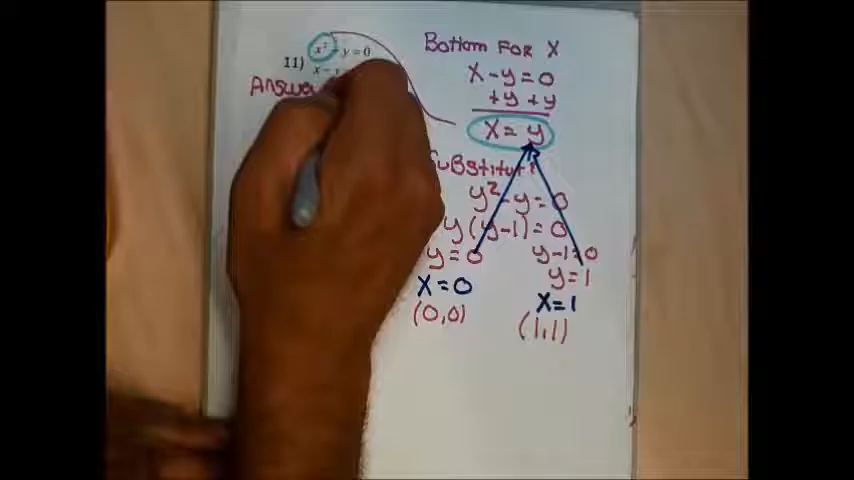 11) x² - y = 0
x - y
Answer
Bottom FOR X
X - y = 0
+y +y
X = y
Substitut
y² - y = 0
y(y-1) = 0
y = 0 y-1=0
y = 1
X = 0 X = 1
(0,0) (1,1)